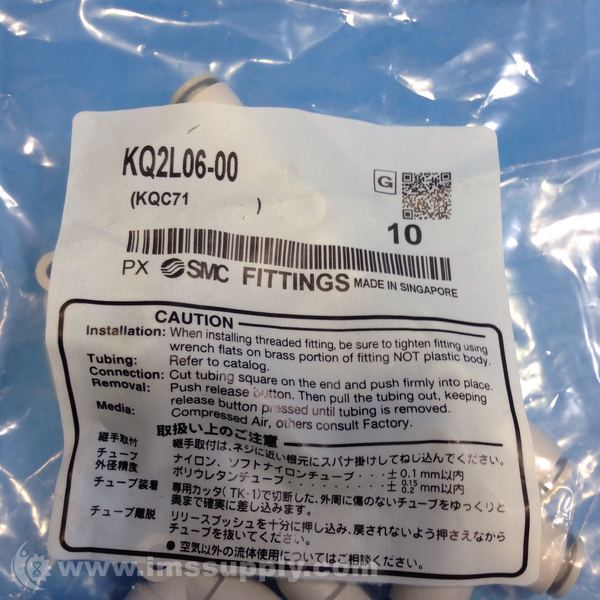 KQ2L06-00
(KQC71 )
G
10
PX SMC FITTINGS MADE IN SINGAPORE
CAUTION
Installation: When installing threaded fitting, be sure to tighten fitting using
wrench flats on brass portion of fitting NOT plastic body.
Tubing: Refer to catalog.
Connection: Cut tubing square on the end and push firmly into place.
Removal: Push release button. Then pull the tubing out, keeping
release button pressed until tubing is removed.
Media: Compressed Air, others consult Factory.
取扱い上のご注意
継手取付 継手取付は、ネジに近い根元にスパナ掛けしてねじ込んでください。
チューブ ナイロン、ソフトナイロンチューブ・・・・±0.1mm以内
外径精度 ポリウレタンチューブ・・・・・±0.15 0.2 mm以内
チューブ装着 専用カッタ(TK-1)で切断した、外周に傷のないチューブをゆっくりと
奥まで確実に差し込みます。
チューブ離脱 リリースプッシュを十分に押し込み、戻されないよう押さえながら
チューブを抜いてください。
●空気以外の流体使用についてはご相談ください。
www.imssupply.com